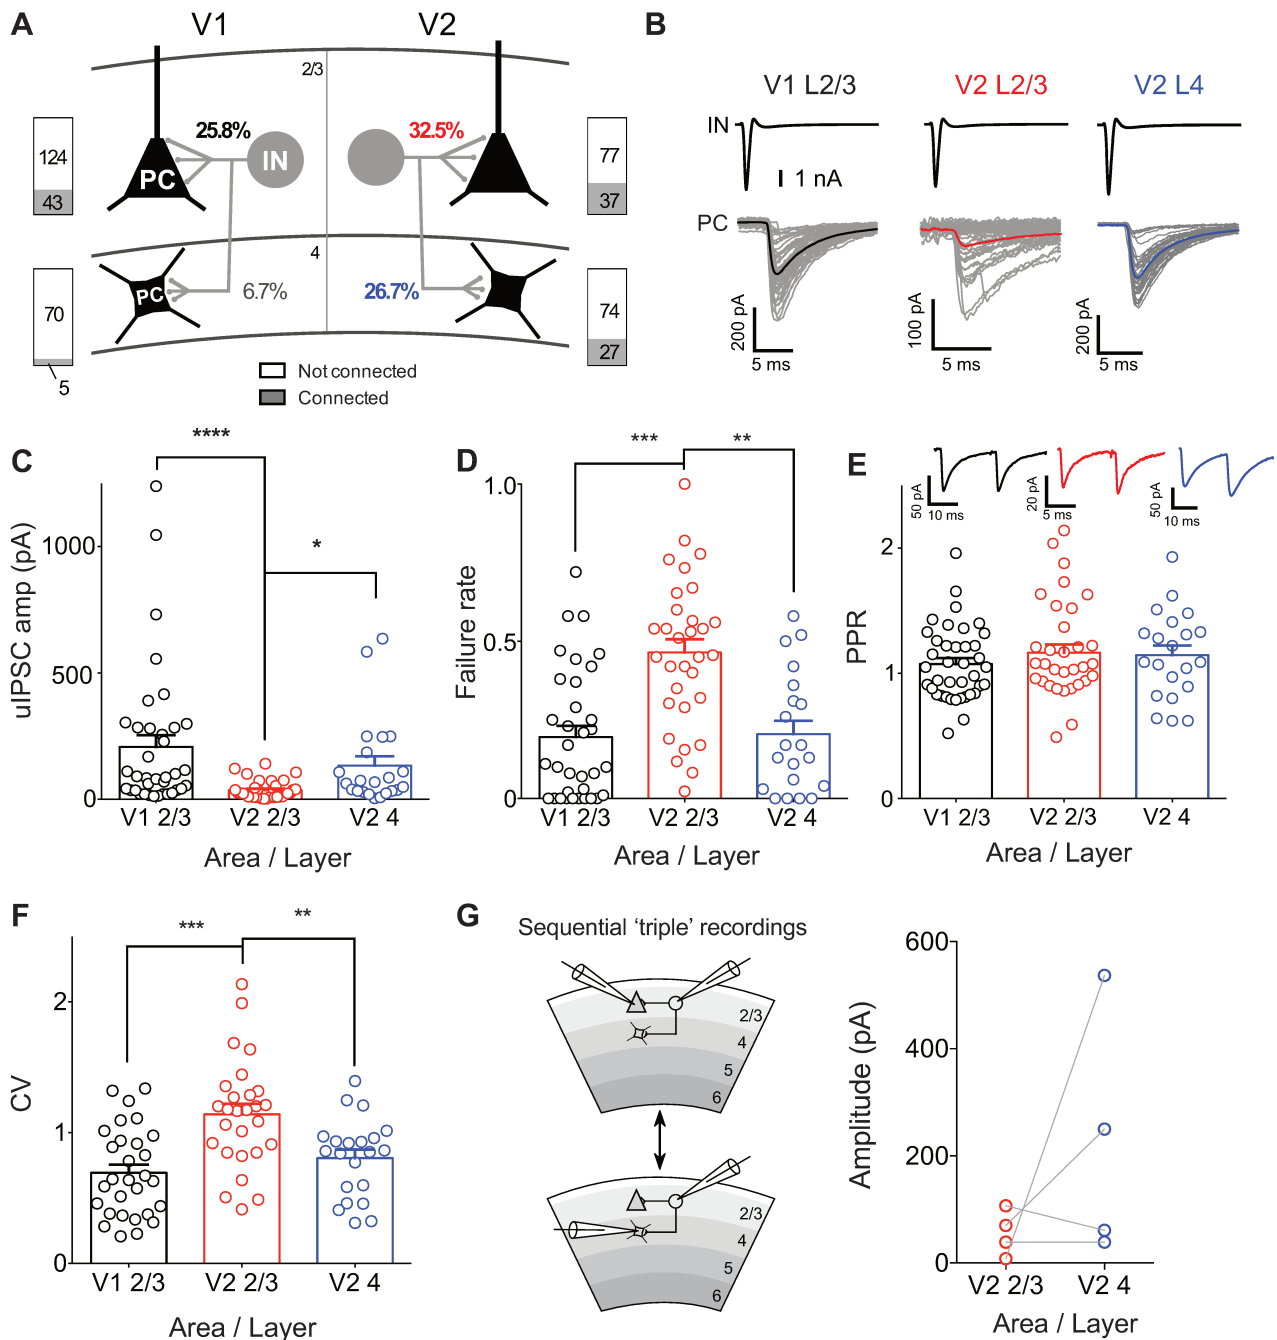 A
V1
V2
2/3
124
43
25.8%
IN
PC
32.5%
77
37
4
70
5
PC
6.7%
26.7%
74
27
Not connected
Connected
B
V1 L2/3
V2 L2/3
V2 L4
IN
1 nA
PC
200 pA
5 ms
100 pA
5 ms
200 pA
5 ms
C
****
*
uIPSC amp (pA)
1000
500
0
V1 2/3
V2 2/3
V2 4
Area / Layer
D
***
**
Failure rate
1.0
0.5
0
V1 2/3
V2 2/3
V2 4
Area / Layer
E
50 pA
10 ms
20 pA
5 ms
50 pA
10 ms
PPR
2
1
0
V1 2/3
V2 2/3
V2 4
Area / Layer
F
***
**
CV
2
1
0
V1 2/3
V2 2/3
V2 4
Area / Layer
G
Sequential ‘triple’ recordings
2/3
4
5
6
2/3
4
5
6
Amplitude (pA)
600
400
200
0
V2 2/3
V2 4
Area / Layer